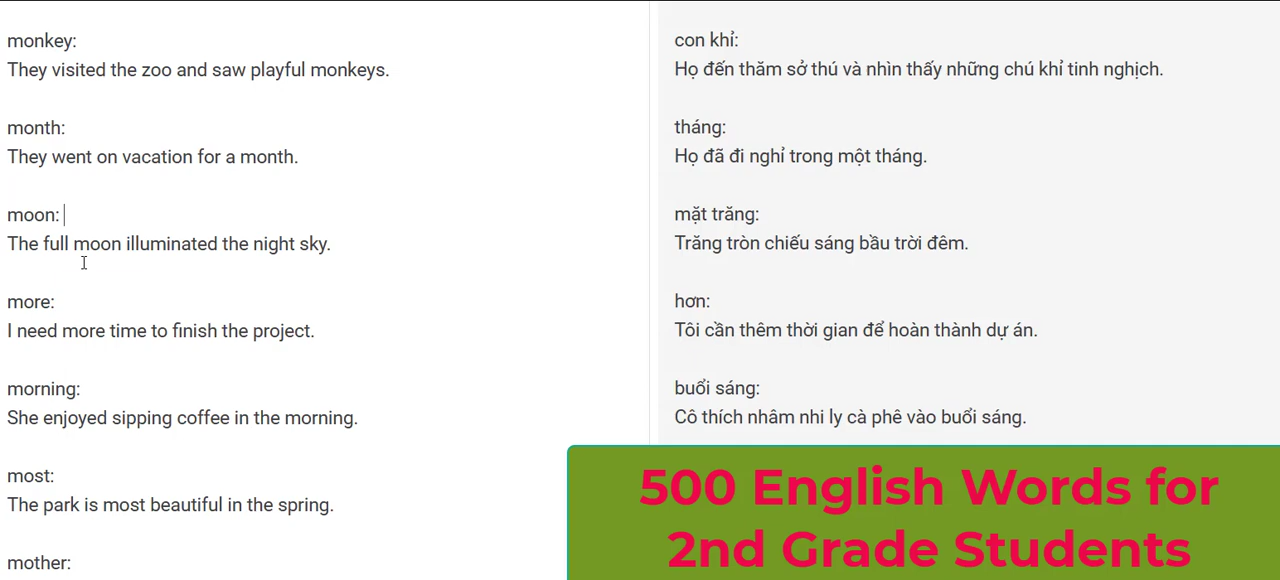 monkey:
They visited the zoo and saw playful monkeys.
month:
They went on vacation for a month.
moon:
The full moon illuminated the night sky.
more:
I need more time to finish the project.
morning:
She enjoyed sipping coffee in the morning.
most:
The park is most beautiful in the spring.
mother:
con khỉ:
Họ đến thăm sở thú và nhìn thấy những chú khỉ tinh nghịch.
tháng:
Họ đã đi nghỉ trong một tháng.
mặt trăng:
Trăng tròn chiếu sáng bầu trời đêm.
hơn:
Tôi cần thêm thời gian để hoàn thành dự án.
buổi sáng:
Cô thích nhâm nhi ly cà phê vào buổi sáng.
500 English Words for
2nd Grade Students